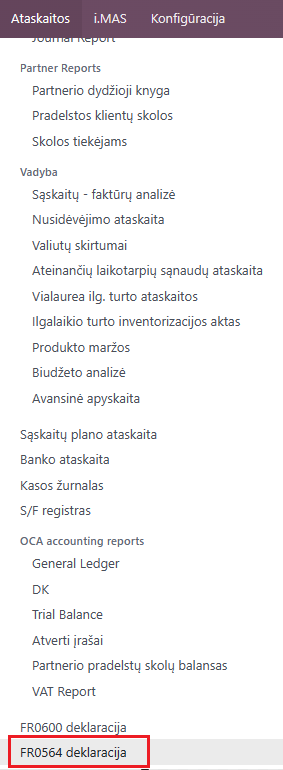 Ataskaitos i.MAS Konfigūracija
Journal Report
Partner Reports
Partnerio dydžioji knyga
Pradelstos klientų skolos
Skolos tiekėjams
Vadyba
Sąskaitų - faktūrų analizė
Nusidėvėjimo ataskaita
Valiutų skirtumai
Ateinančių laikotarpių sąnaudų ataskaita
Vialaurea ilg. turto ataskaitos
Ilgalaikio turto inventorizacijos aktas
Produkto maržos
Biudžeto analizė
Avansinė apyskaita
Sąskaitų plano ataskaita
Banko ataskaita
Kasos žurnalas
S/F registras
OCA accounting reports
General Ledger
DK
Trial Balance
Atverti įrašai
Partnerio pradelstų skolų balansas
VAT Report
FR0600 deklaracija
FR0564 deklaracija